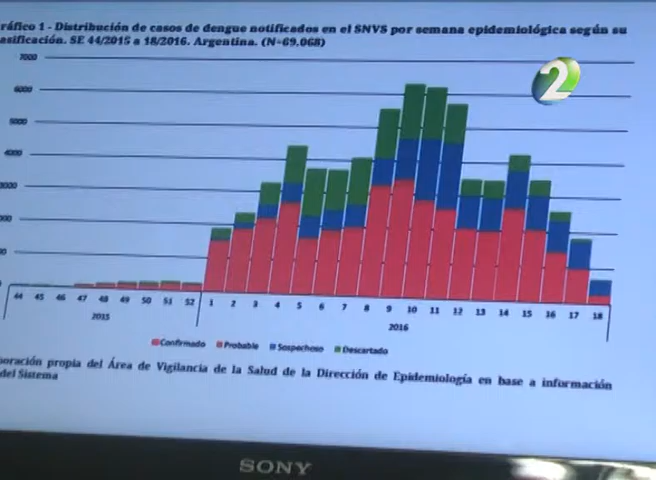 ráfico 1 - Distribución de casos de dengue notificados en el SNVS por semana epidemiológica según su
asificación. SE 44/2015 a 18/2016. Argentina. (N=69.068)
7000
2
6000
5000
4000
3000
44 45 46 47 48 49 50 51 52 1 2 3 4 5 6 7 8 9 10 11 12 13 14 15 16 17 18
2015 2016
Confirmado Probable Sospechoso Descartado
boración propia del Área de Vigilancia de la Salud de la Dirección de Epidemiología en base a información
del Sistema
SONY